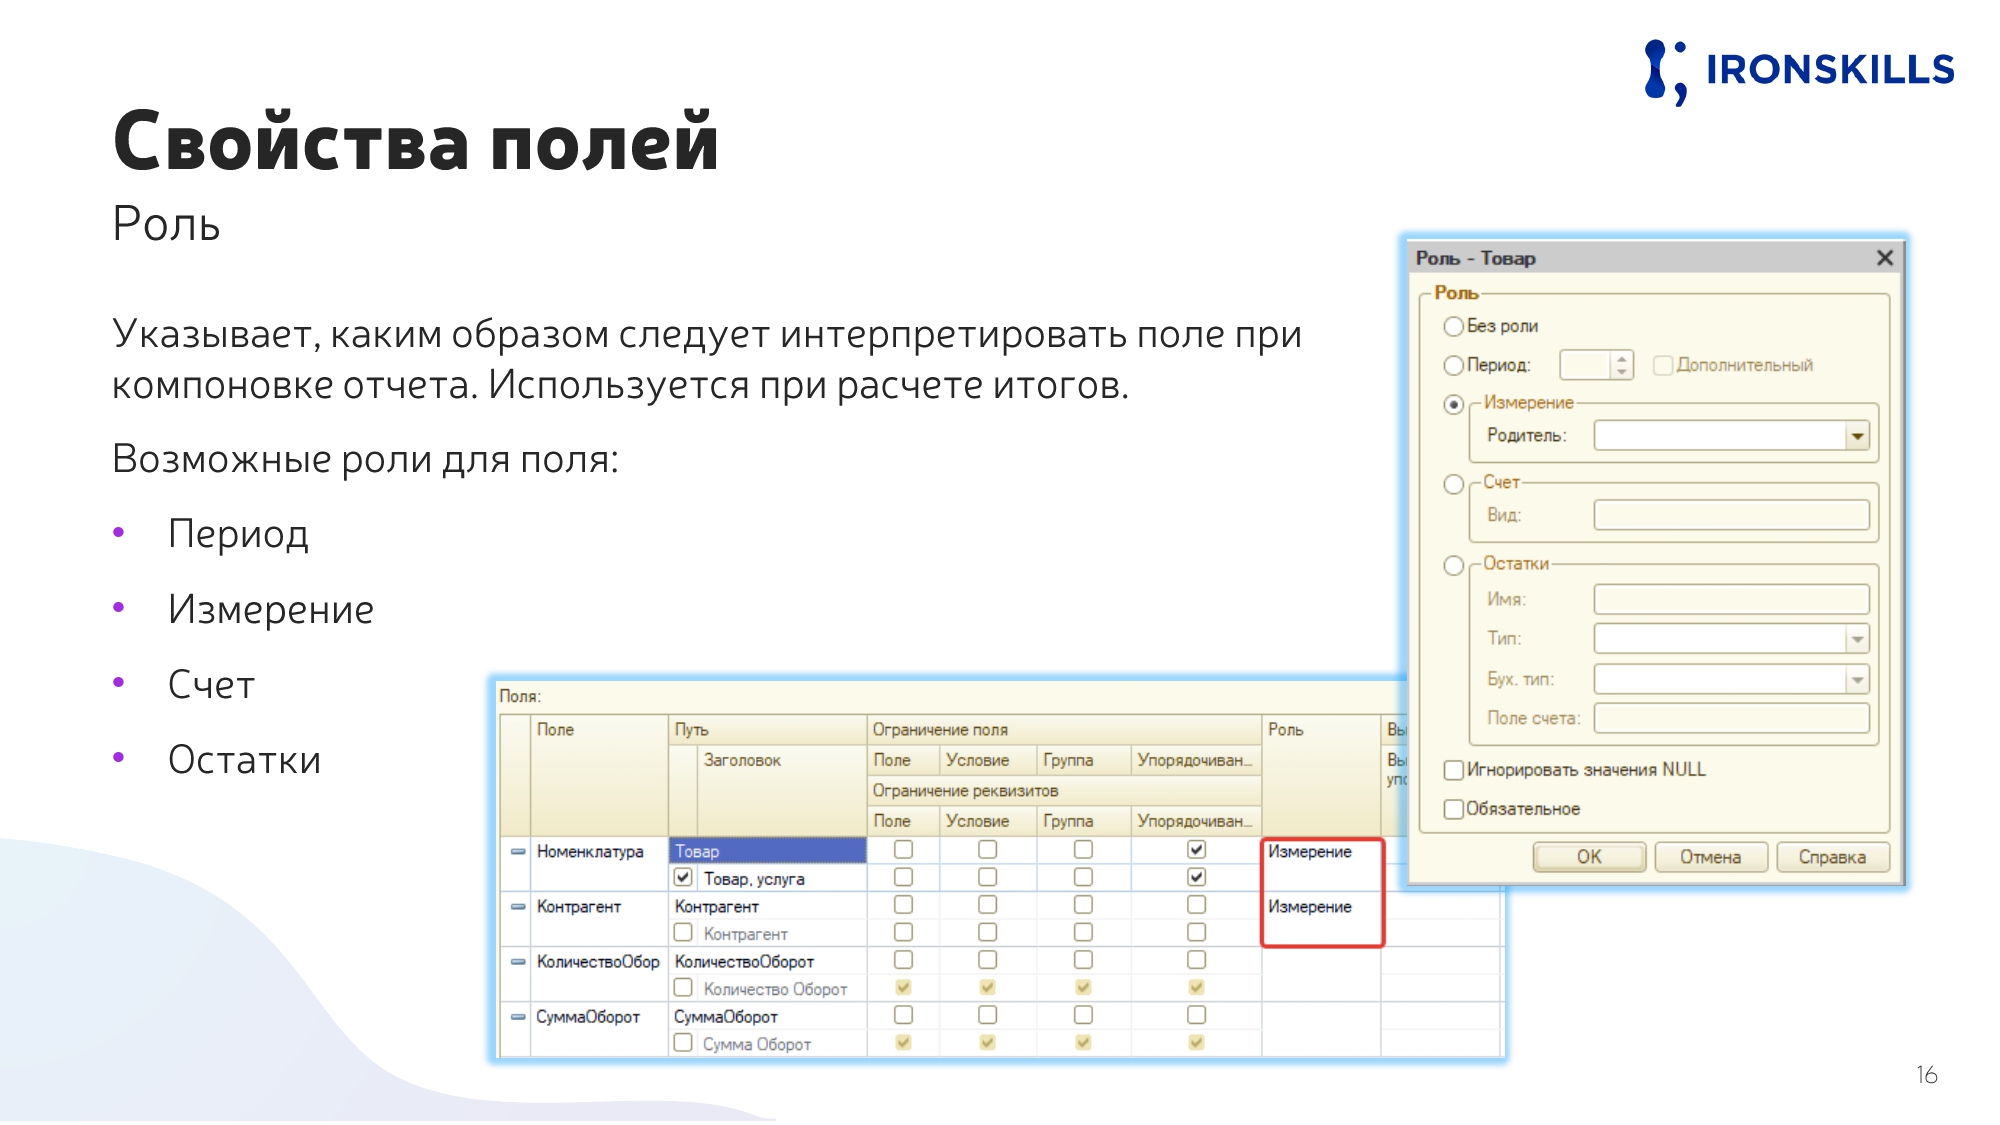 IRONSKILLS
Свойства полей
Роль
Указывает, каким образом следует интерпретировать поле при
компоновке отчета. Используется при расчете итогов.
Возможные роли для поля:
• Период
• Измерение
• Счет
• Остатки
Поля:
Поле Путь Ограничение поля Роль
Заголовок Поле Условие Группа Упорядочиван...
Ограничение реквизитов
Поле Условие Группа Упорядочиван...
Номенклатура Товар Измерение
Товар, услуга
Контрагент Контрагент Измерение
Контрагент
КоличествоОбор КоличествоОборот
Количество Оборот
СуммаОборот СуммаОборот
Сумма Оборот
Роль - Товар
Роль
Без роли
Период: Дополнительный
Измерение
Родитель:
Счет
Вид:
Остатки
Имя:
Тип:
Бух. тип:
Поле счета:
Игнорировать значения NULL
Обязательное
ОК Отмена Справка
16